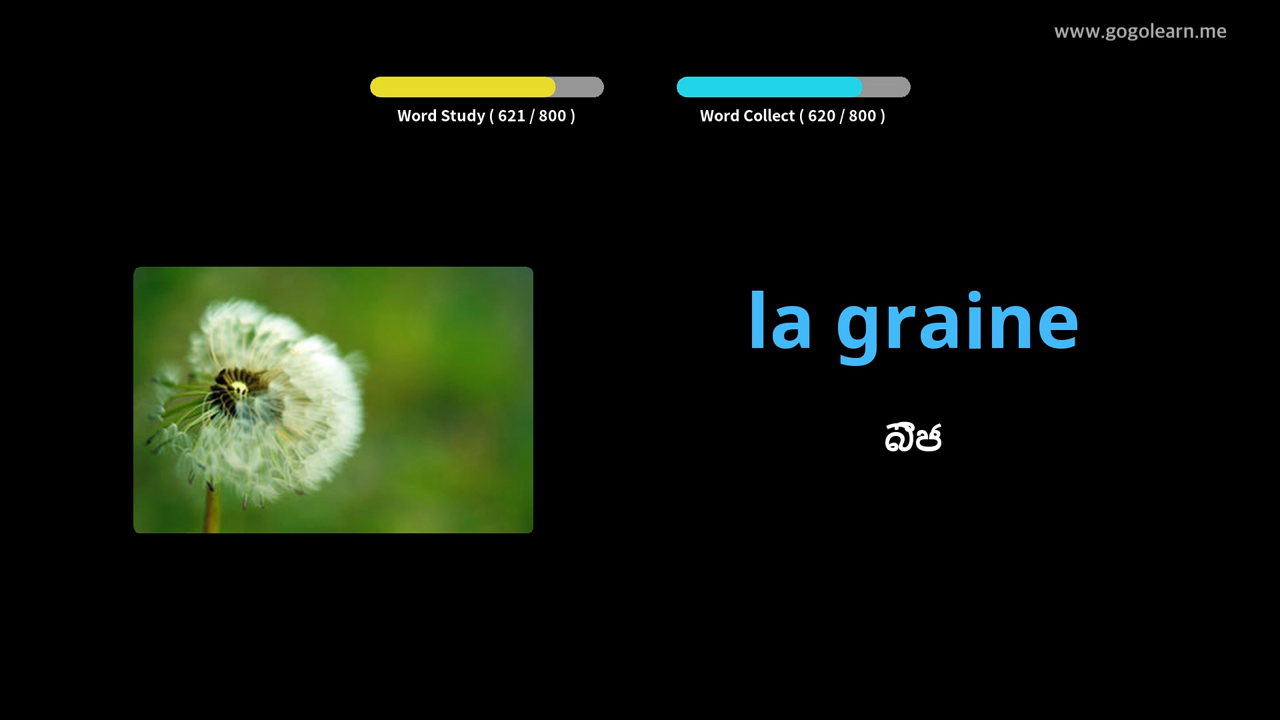 www.gogolearn.me
Word Study ( 621 / 800 )
Word Collect ( 620 / 800 )
la graine
බීජ